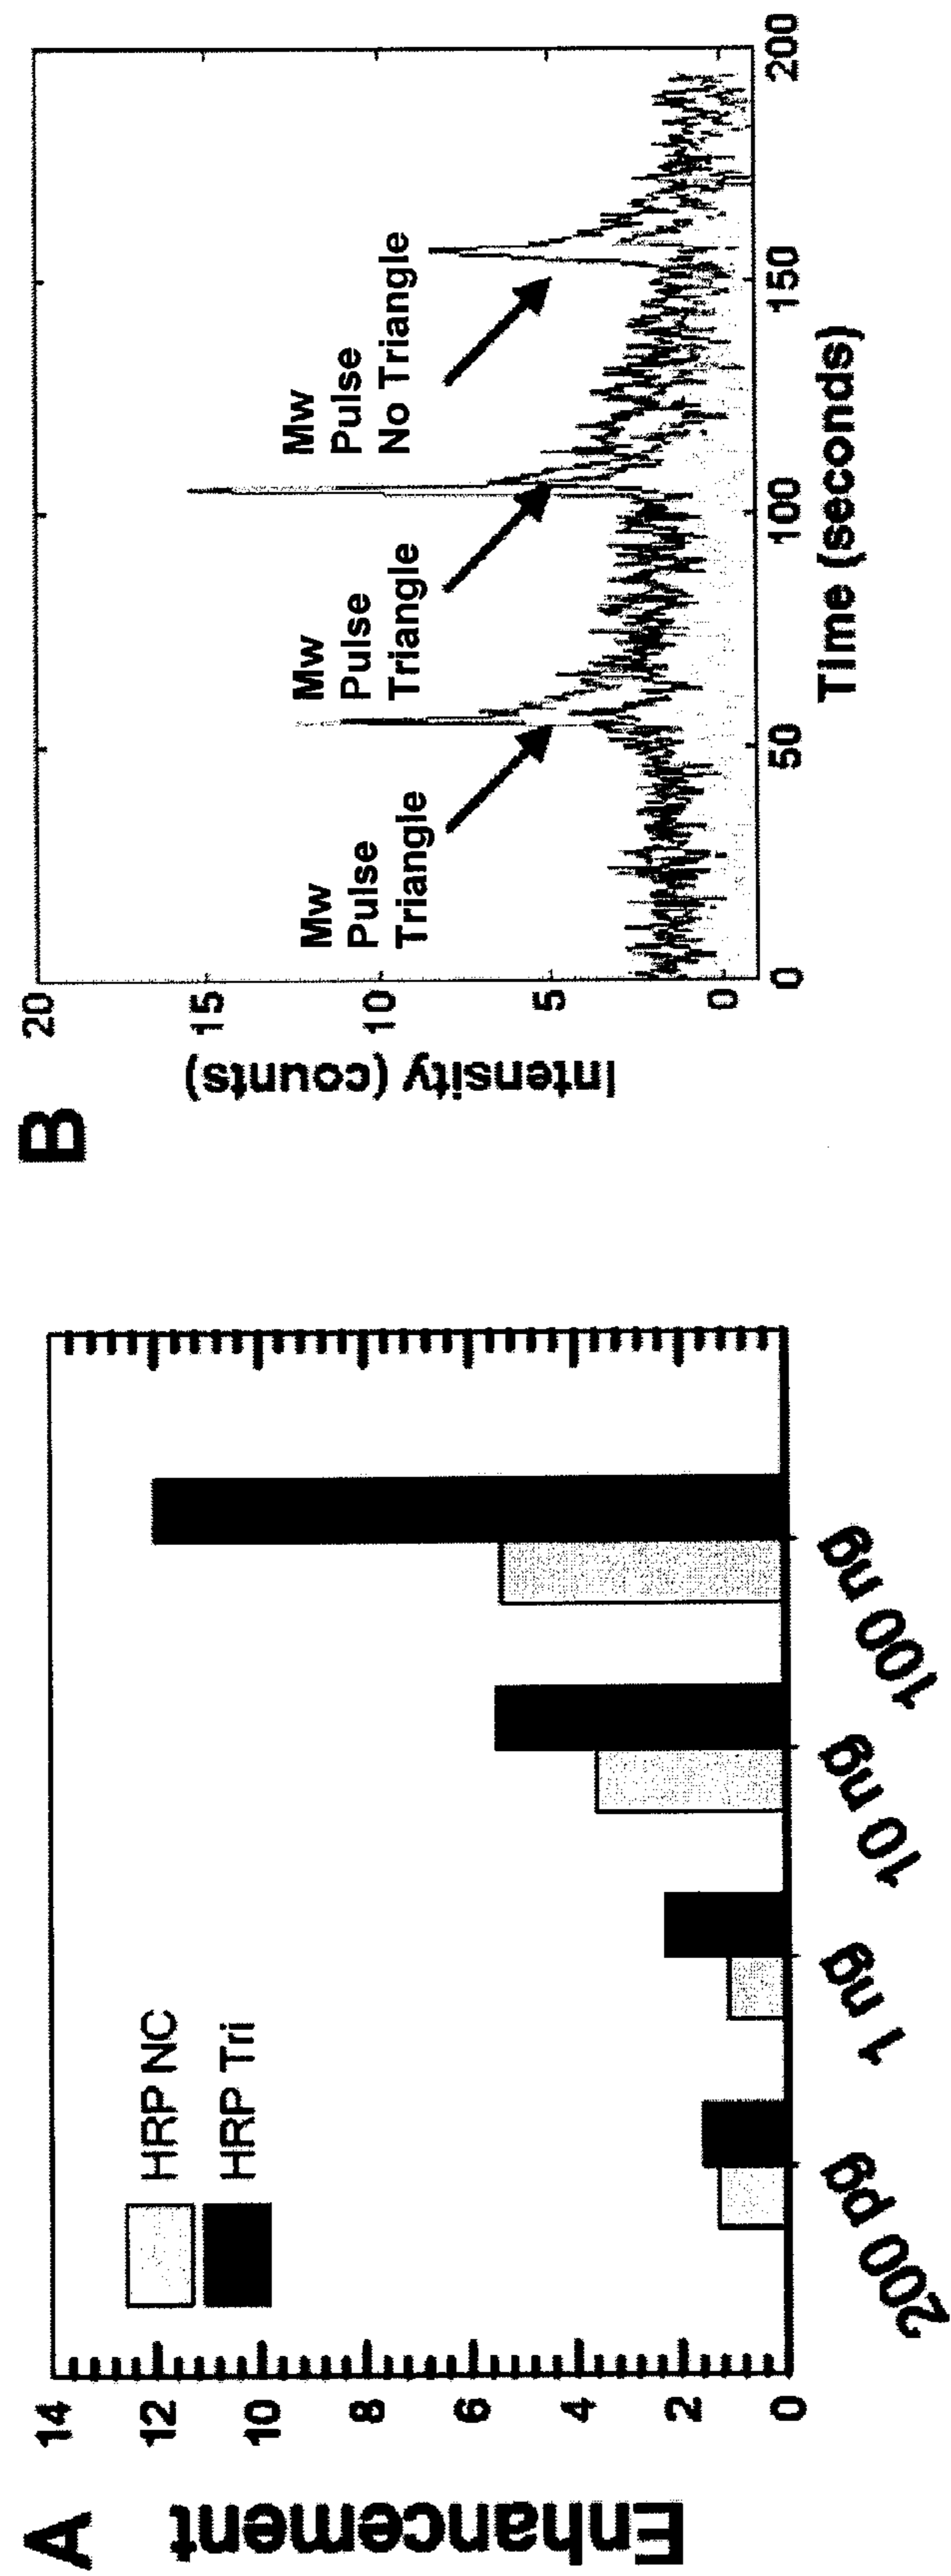 A
Enhancement
14
12
10
8
6
4
2
0
HRP NC
HRP Tri
200 pg
1 ng
10 ng
100 ng
B
Intensity (counts)
20
15
10
5
0
Mw
Pulse
Triangle
Mw
Pulse
Triangle
Mw
Pulse
No Triangle
0
50
100
150
200
Time (seconds)